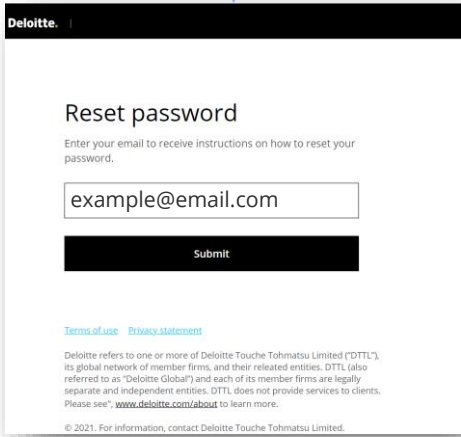 Deloitte.
Reset password
Enter your email to receive instructions on how to reset your
password.
example@email.com
Submit
Terms of use Privacy statement
Deloitte refers to one or more of Deloitte Touche Tohmatsu Limited ("DTTL"),
its global network of member firms, and their releated entities. DTTL (also
referred to as "Deloitte Global") and each of its member firms are legally
separate and independent entities. DTTL does not provide services to clients.
Please see", www.deloitte.com/about to learn more.
© 2021. For information, contact Deloitte Touche Tohmatsu Limited.